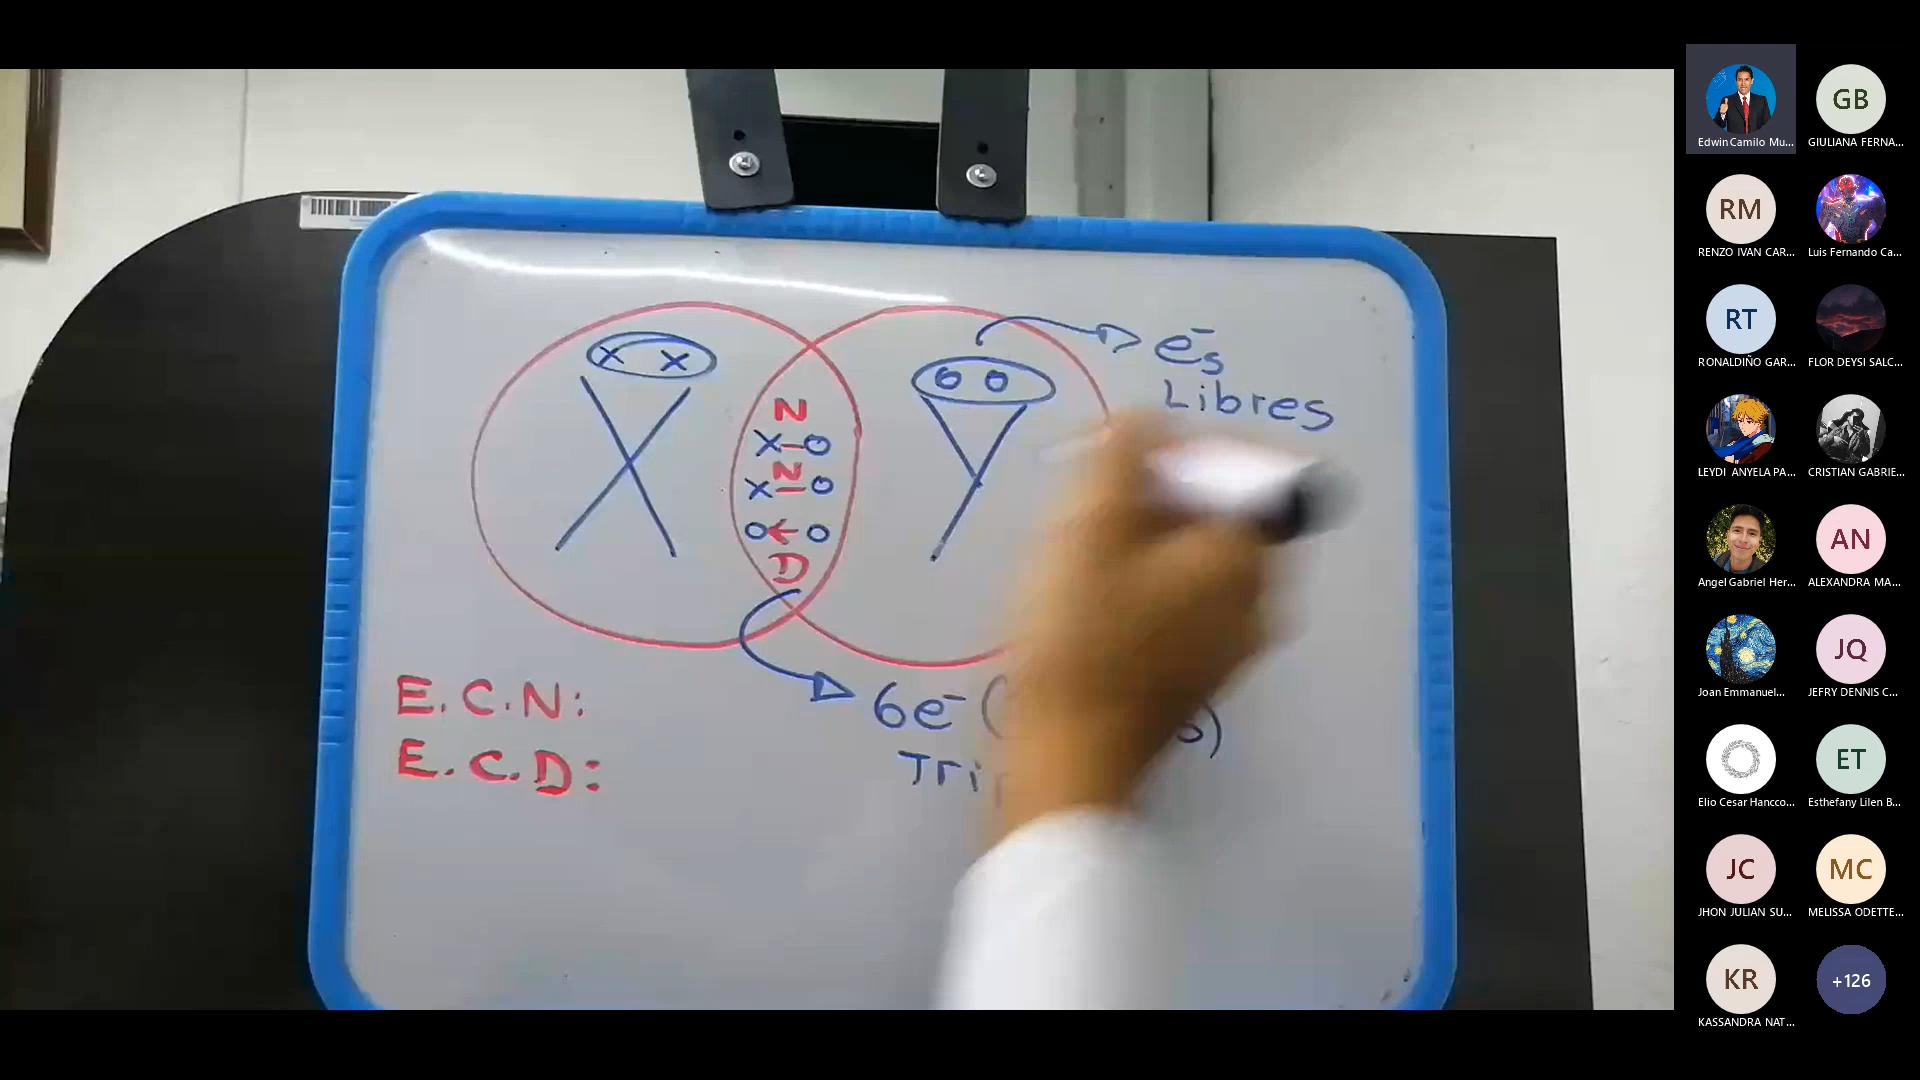 x x
X
N
x-o
N
x-o
o←o
D
o o
Y
e⁻s
Libres
E.C.N:
E.C.D:
6e⁻ (
)
Edwin Camilo Mu...
GB
GIULIANA FERNA...
RM
RENZO IVAN CAR...
Luis Fernando Ca...
RT
RONALDIÑO GAR...
FLOR DEYSI SALC...
LEYDI ANYELA PA...
CRISTIAN GABRIE...
Angel Gabriel Her...
AN
ALEXANDRA MA...
Joan Emmanuel...
JQ
JEFRY DENNIS C...
Elio Cesar Hancco...
ET
Esthefany Lilen B...
JC
JHON JULIAN SU...
MC
MELISSA ODETTE...
KR
KASSANDRA NAT...
+126